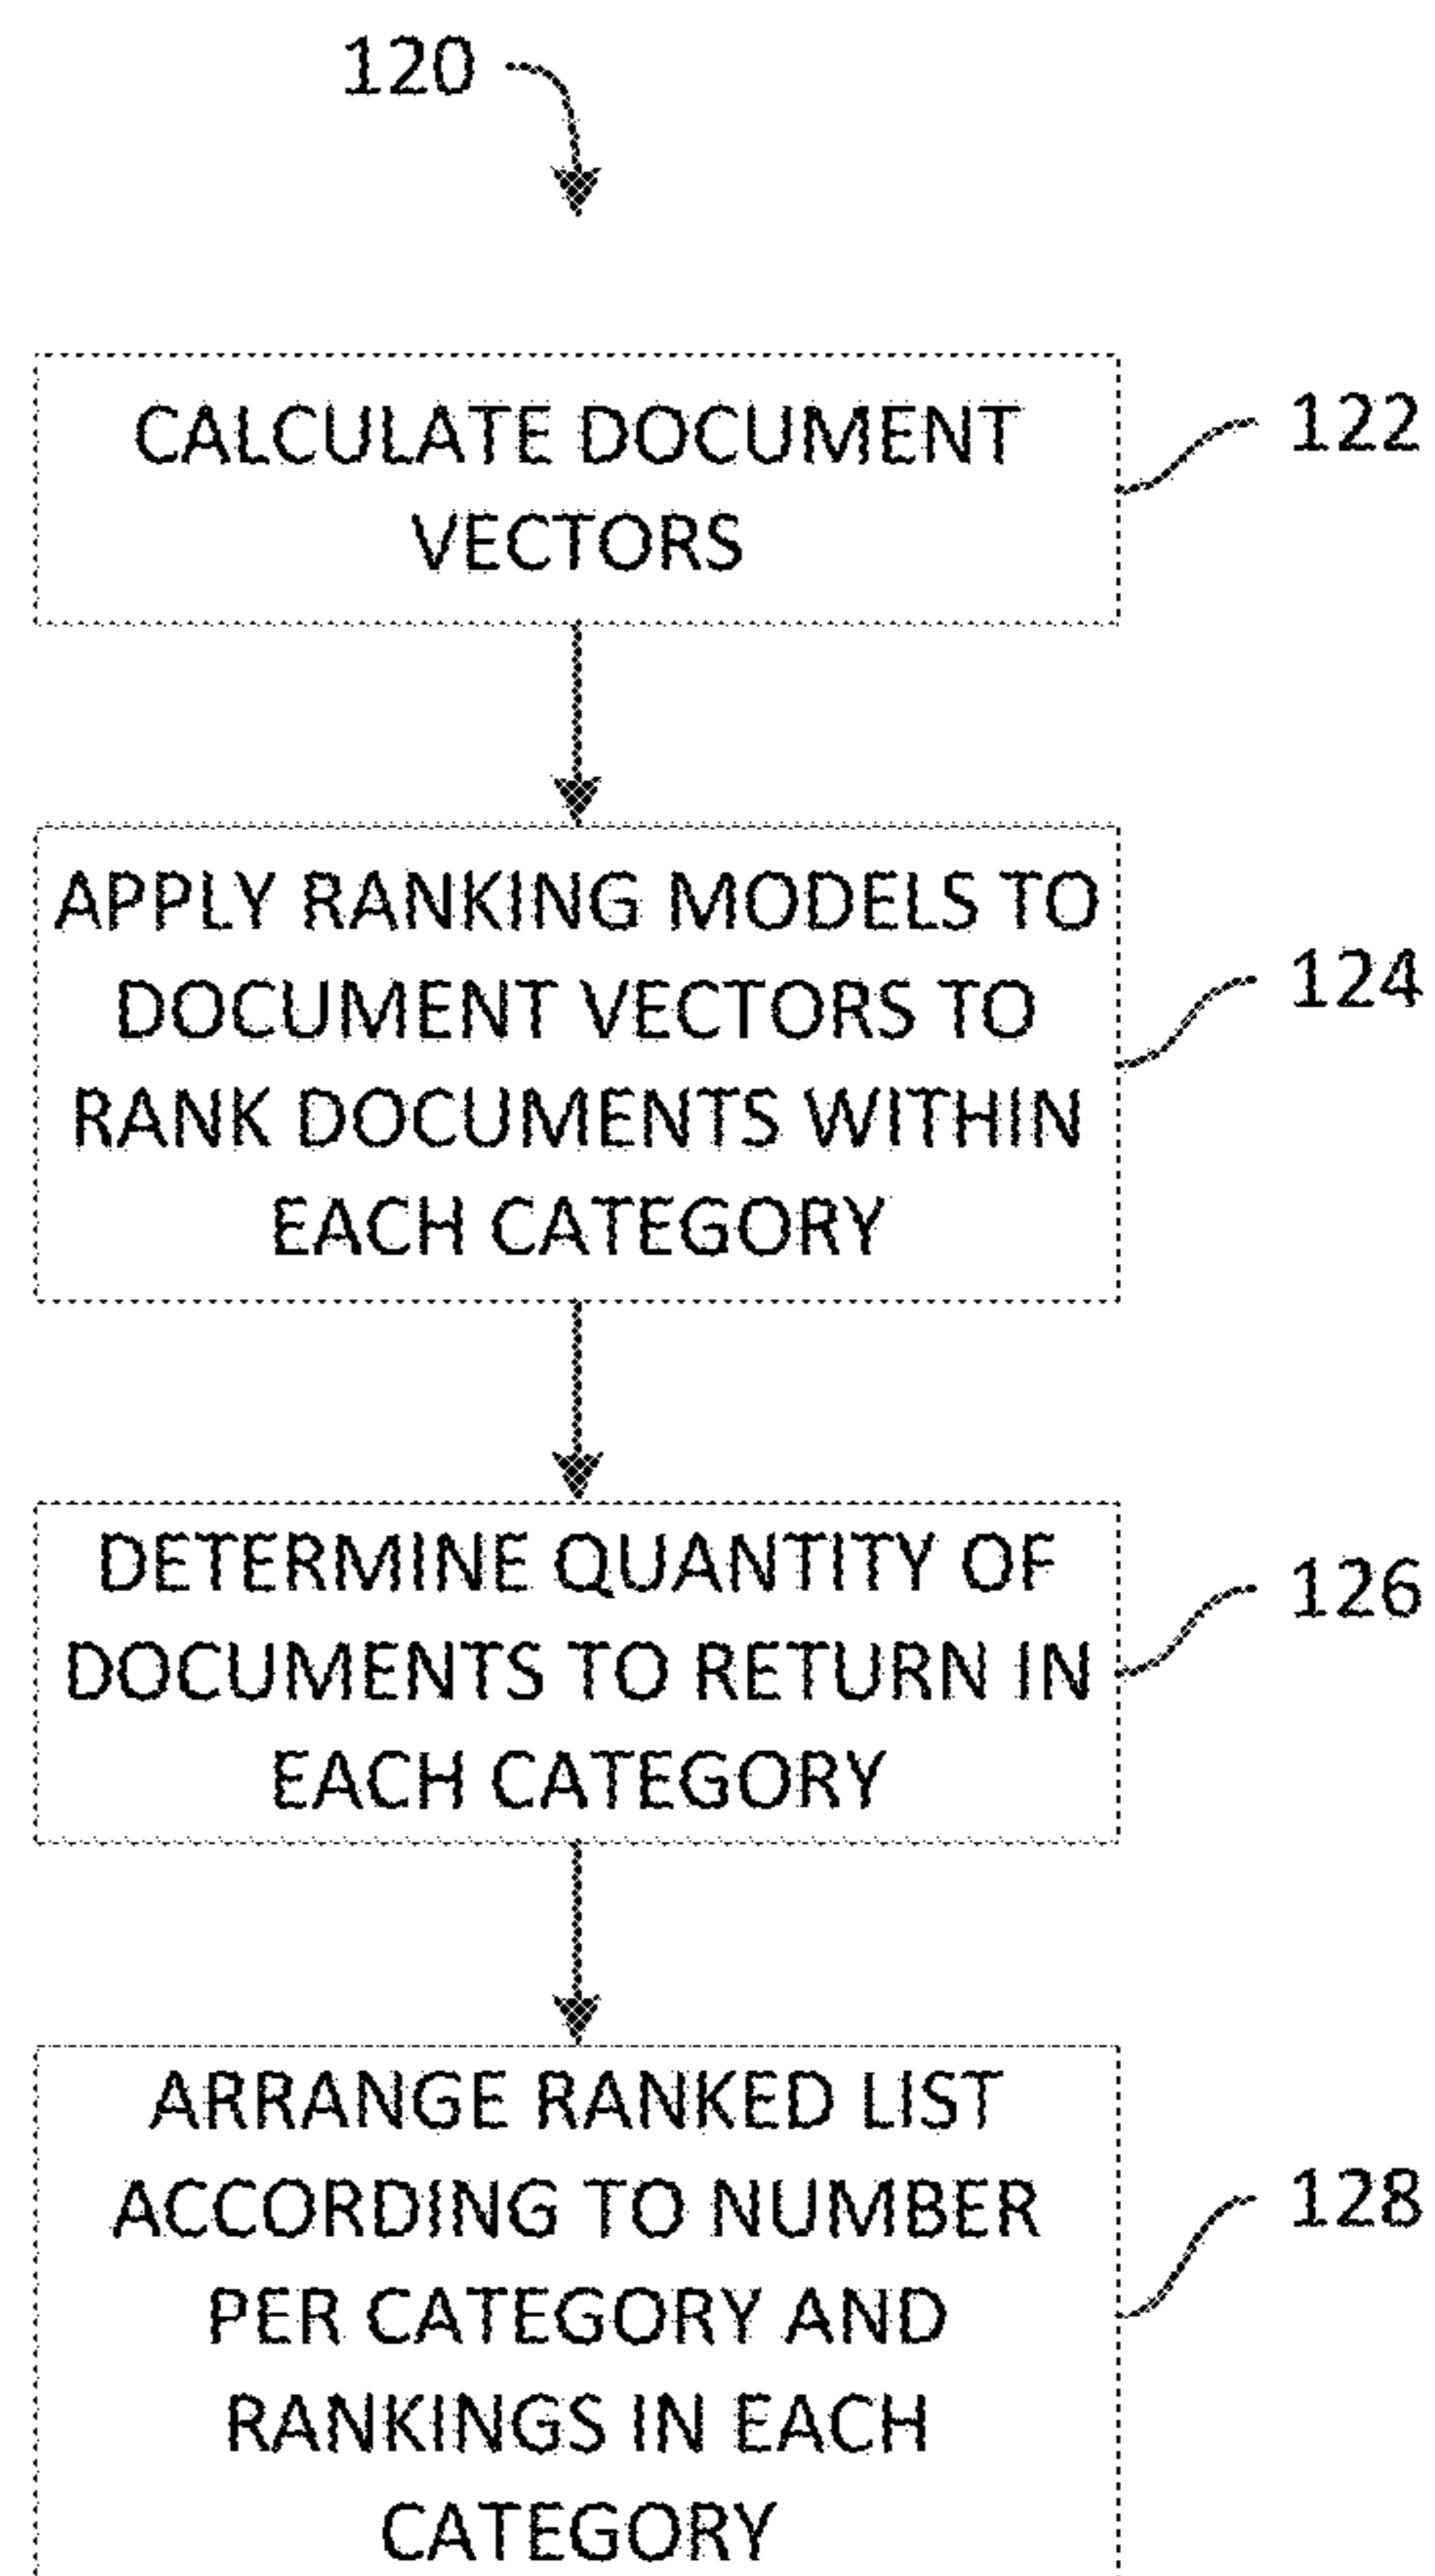 120
CALCULATE DOCUMENT
VECTORS
122
APPLY RANKING MODELS TO
DOCUMENT VECTORS TO
RANK DOCUMENTS WITHIN
EACH CATEGORY
124
DETERMINE QUANTITY OF
DOCUMENTS TO RETURN IN
EACH CATEGORY
126
ARRANGE RANKED LIST
ACCORDING TO NUMBER
PER CATEGORY AND
RANKINGS IN EACH
CATEGORY
128